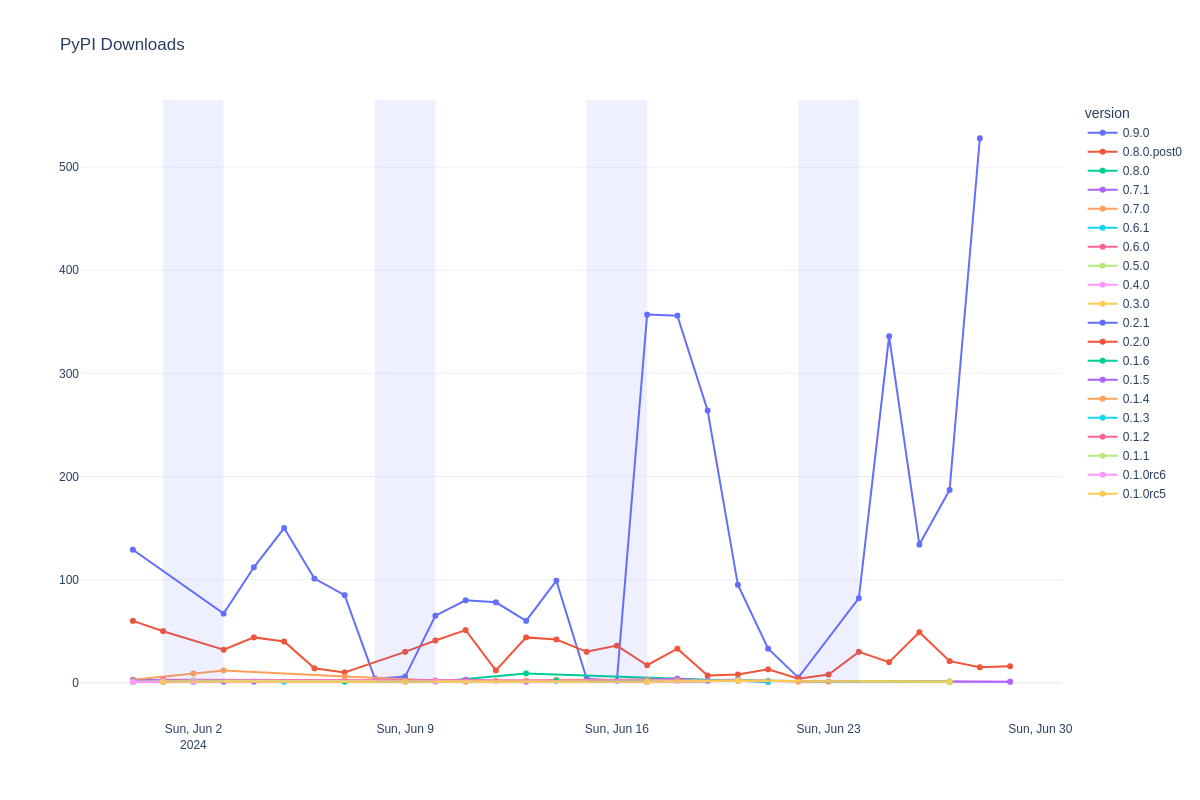 PyPI Downloads
500
400
300
200
100
0
Sun, Jun 2
2024
Sun, Jun 9
Sun, Jun 16
Sun, Jun 23
Sun, Jun 30
version
0.9.0
0.8.0.post0
0.8.0
0.7.1
0.7.0
0.6.1
0.6.0
0.5.0
0.4.0
0.3.0
0.2.1
0.2.0
0.1.6
0.1.5
0.1.4
0.1.3
0.1.2
0.1.1
0.1.0rc6
0.1.0rc5